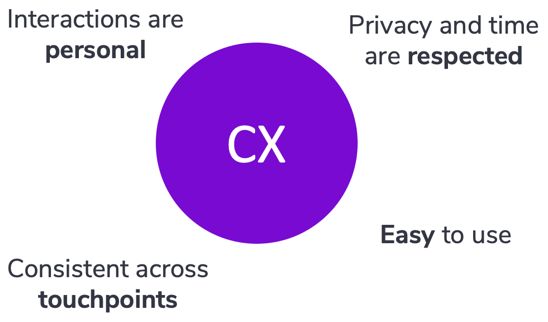 Interactions are
personal
Privacy and time
are respected
CX
Easy to use
Consistent across
touchpoints